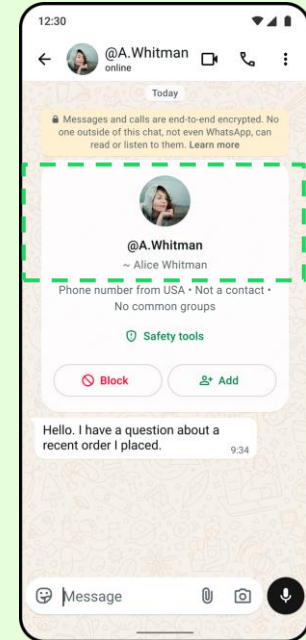 12:30
@A.Whitman
online
Today
Messages and calls are end-to-end encrypted. No
one outside of this chat, not even WhatsApp, can
read or listen to them. Learn more
@A.Whitman
~ Alice Whitman
Phone number from USA • Not a contact •
No common groups
Safety tools
Block
Add
Hello. I have a question about a
recent order I placed.
9:34
Message